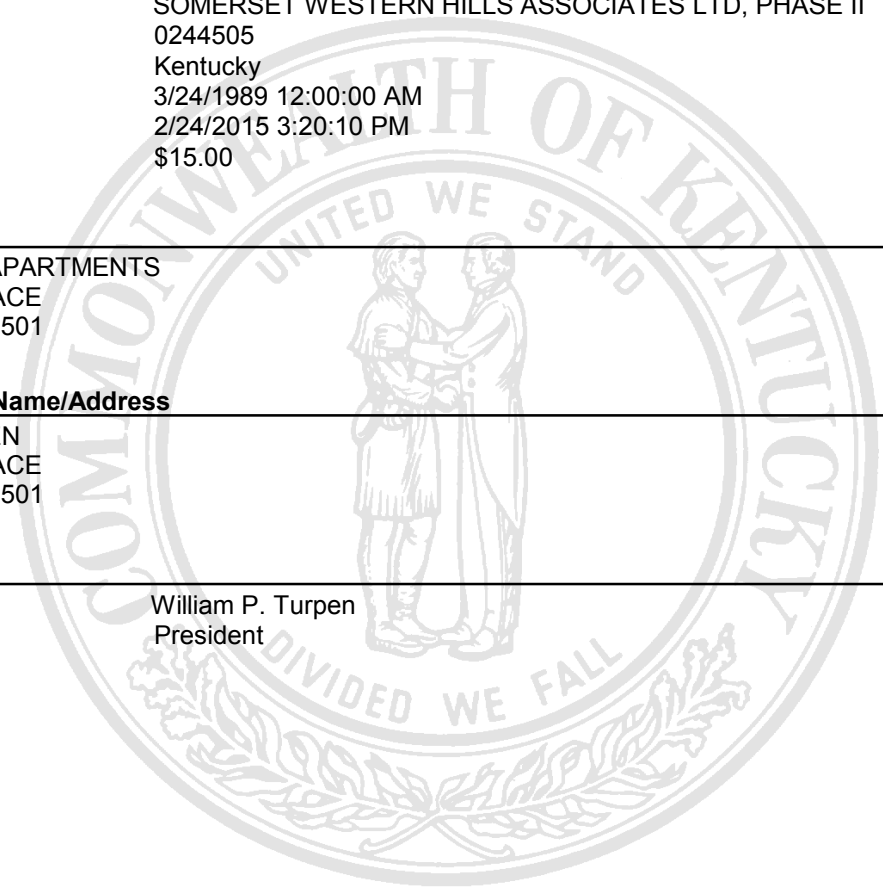 SOMERSET WESTERN HILLS ASSOCIATES LTD, PHASE II
0244505
Kentucky
3/24/1989 12:00:00 AM
2/24/2015 3:20:10 PM
$15.00
COMMONWEALTH OF KENTUCKY
UNITED WE STAND
APARTMENTS
ACE
501
Name/Address
EN
ACE
501
William P. Turpen
President
DIVIDED WE FALL